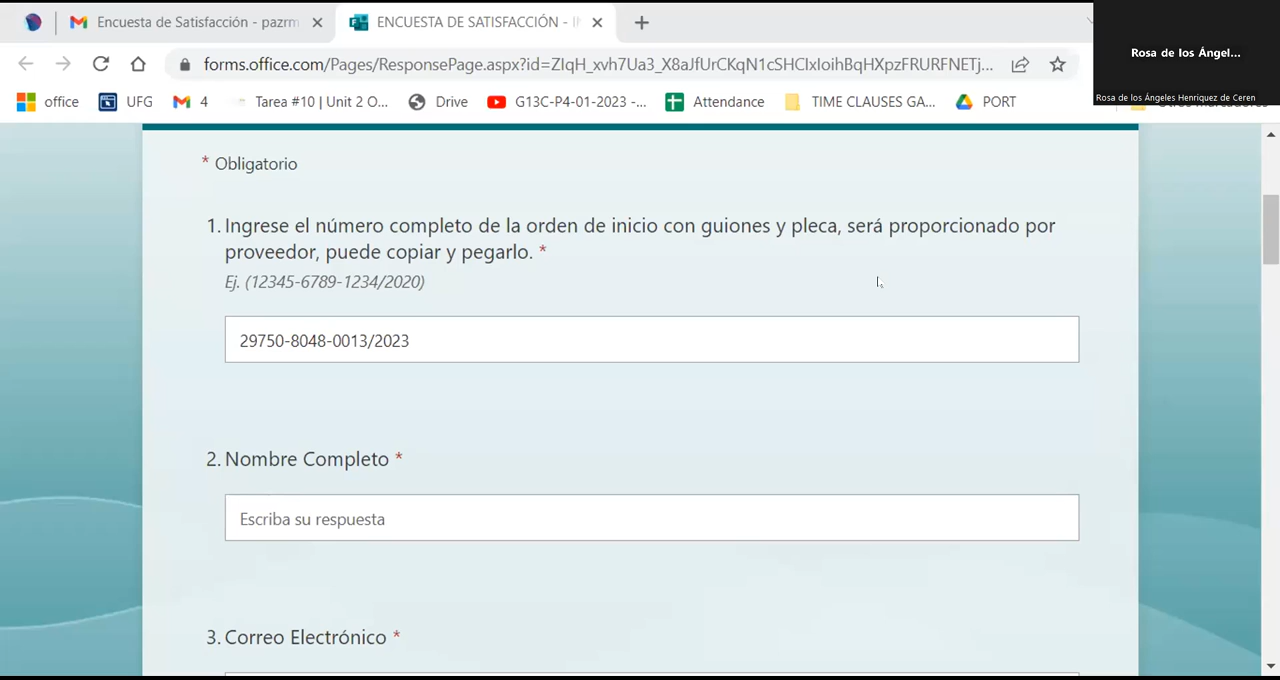 Encuesta de Satisfacción - pazrm
ENCUESTA DE SATISFACCIÓN -
Rosa de los Ángel...
forms.office.com/Pages/ResponsePage.aspx?id=ZIqH_xvh7Ua3_X8aJfUrCKqN1cSHCIxIoihBqHXpzFRURFNETj...
Rosa de los Ángeles Henriquez de Ceren
office UFG 4 Tarea #10 | Unit 2 O... Drive G13C-P4-01-2023 -... Attendance TIME CLAUSES GA... PORT Otros marcadores
* Obligatorio
1. Ingrese el número completo de la orden de inicio con guiones y pleca, será proporcionado por
proveedor, puede copiar y pegarlo. *
Ej. (12345-6789-1234/2020)
29750-8048-0013/2023
2. Nombre Completo *
Escriba su respuesta
3. Correo Electrónico *